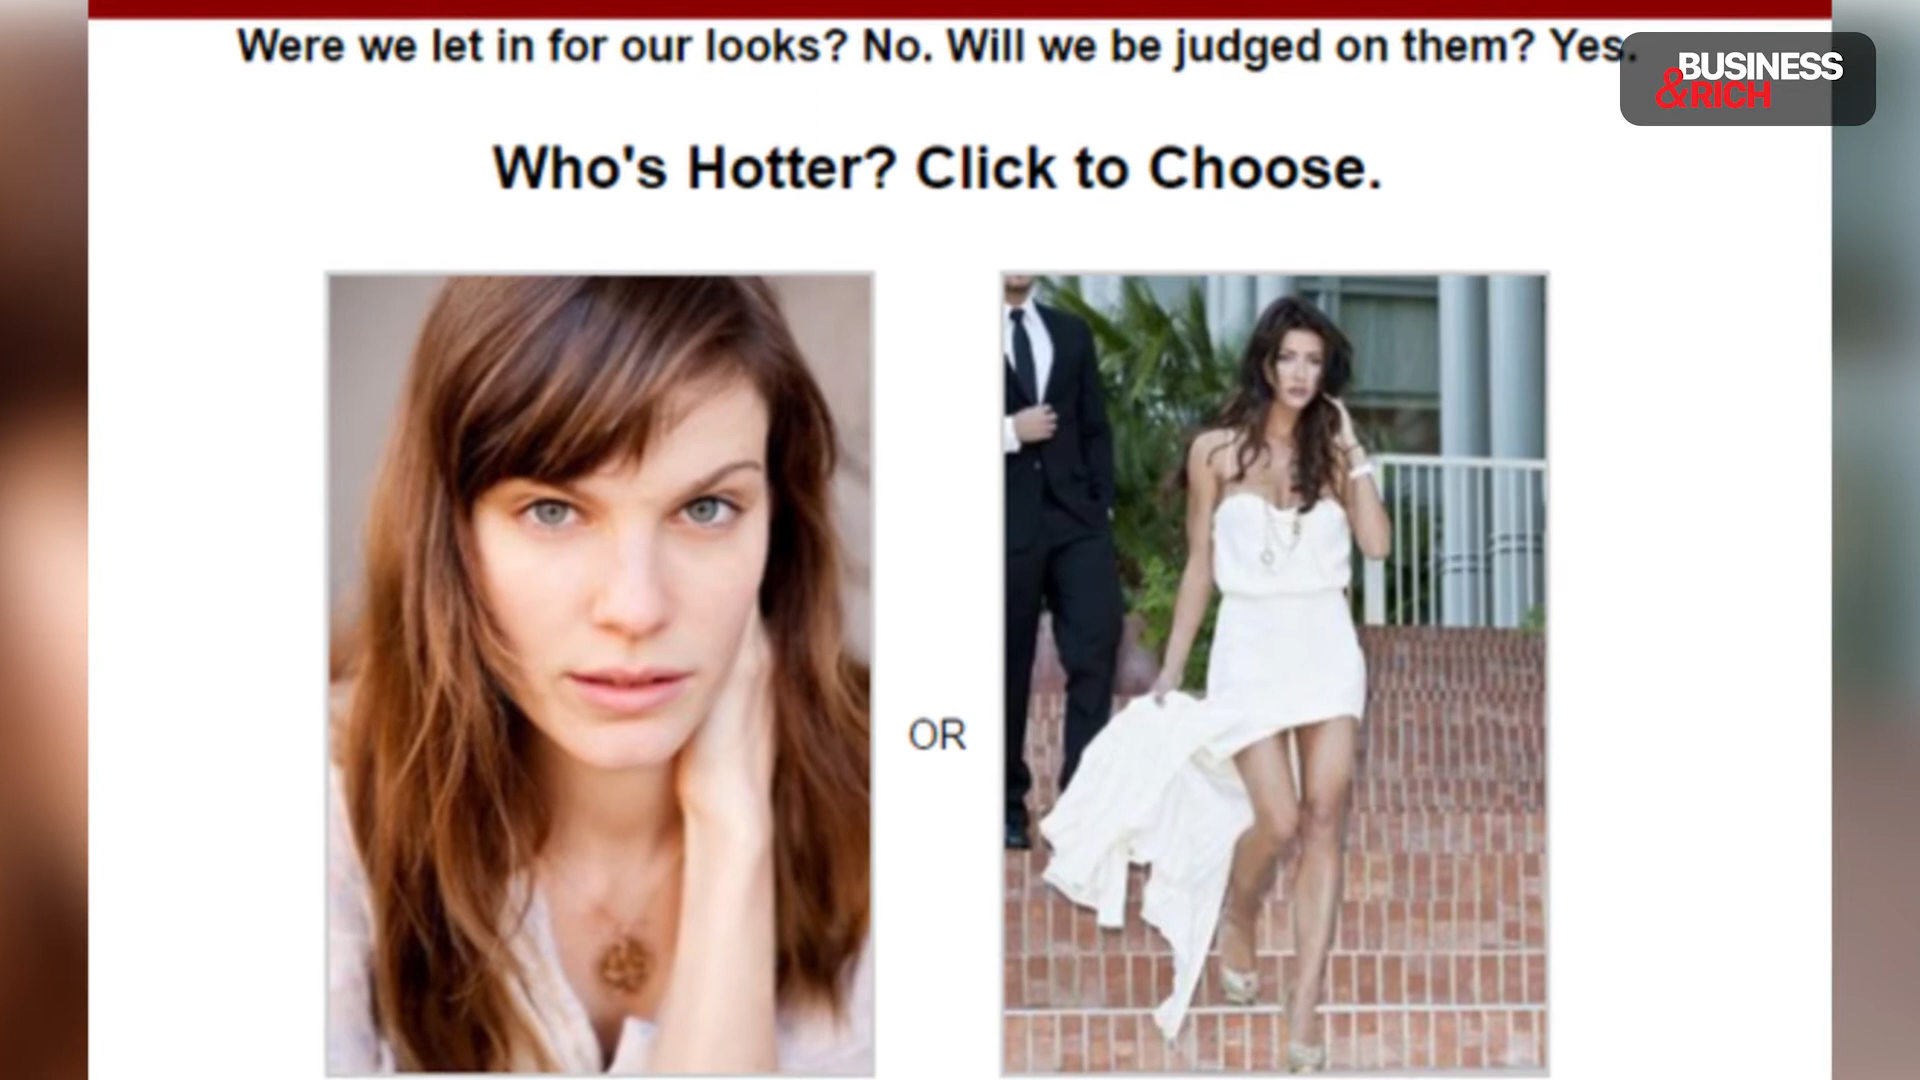 Were we let in for our looks? No. Will we be judged on them? Yes.
BUSINESS
&RICH
Who's Hotter? Click to Choose.
OR